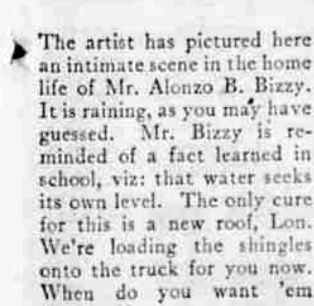 The artist has pictured here
an intimate scene in the home
life of Mr. Alonzo B. Bizzy.
It is raining, as you may have
guessed. Mr. Bizzy is re-
minded of a fact learned in
school, viz: that water seeks
its own level. The only cure
for this is a new roof, Lon.
We're loading the shingles
onto the truck for you now.
When do you want 'em